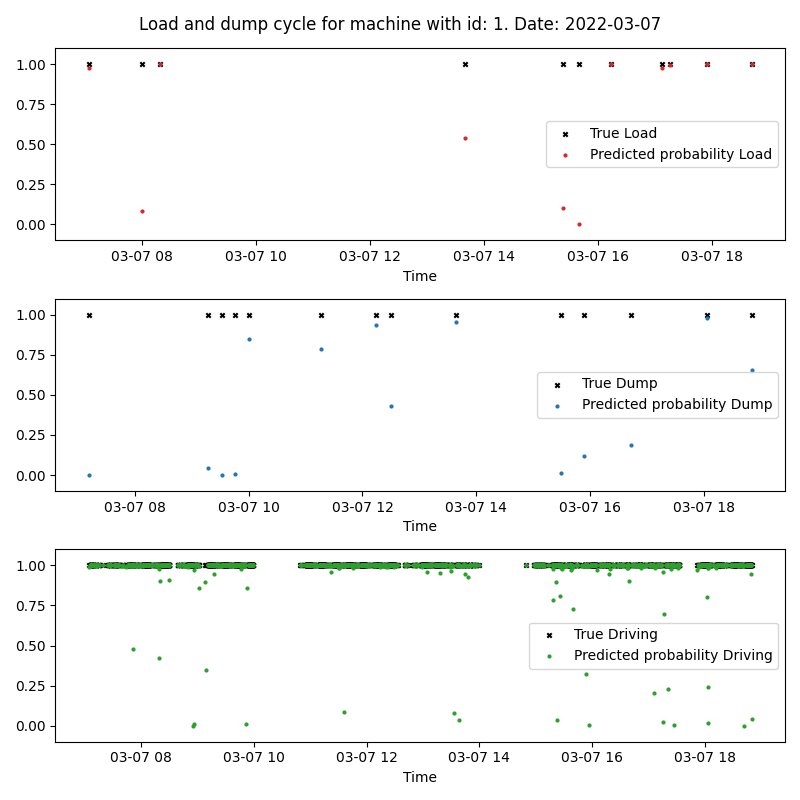 Load and dump cycle for machine with id: 1. Date: 2022-03-07
1.00
0.75
0.50
0.25
0.00
True Load
Predicted probability Load
03-07 08 03-07 10 03-07 12 03-07 14 03-07 16 03-07 18
Time
1.00
0.75
0.50
0.25
0.00
True Dump
Predicted probability Dump
03-07 08 03-07 10 03-07 12 03-07 14 03-07 16 03-07 18
Time
1.00
0.75
0.50
0.25
0.00
True Driving
Predicted probability Driving
03-07 08 03-07 10 03-07 12 03-07 14 03-07 16 03-07 18
Time